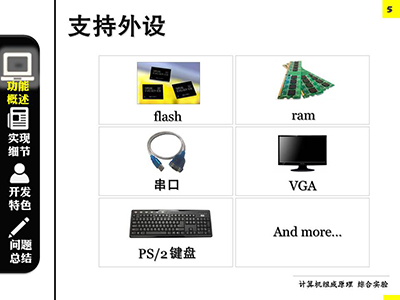 5
支持外设
功能
概述
实现
细节
开发
特色
问题
总结
flash
ram
串口
VGA
PS/2 键盘
And more...
计算机组成原理 综合实验